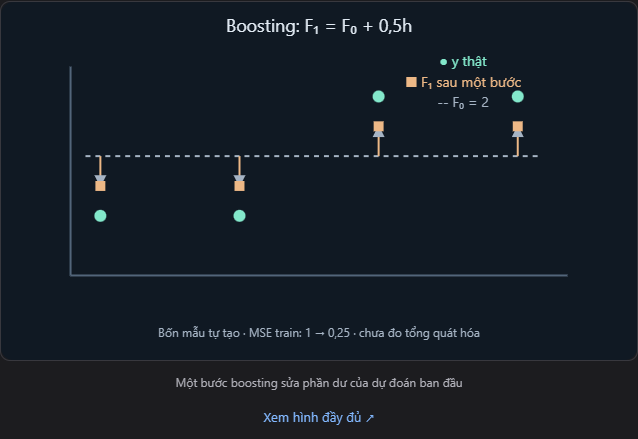 Boosting: F₁ = F₀ + 0,5h
● y thật
■ F₁ sau một bước
-- F₀ = 2
Bốn mẫu tự tạo · MSE train: 1 → 0,25 · chưa đo tổng quát hóa
Một bước boosting sửa phần dư của dự đoán ban đầu
Xem hình đầy đủ ↗